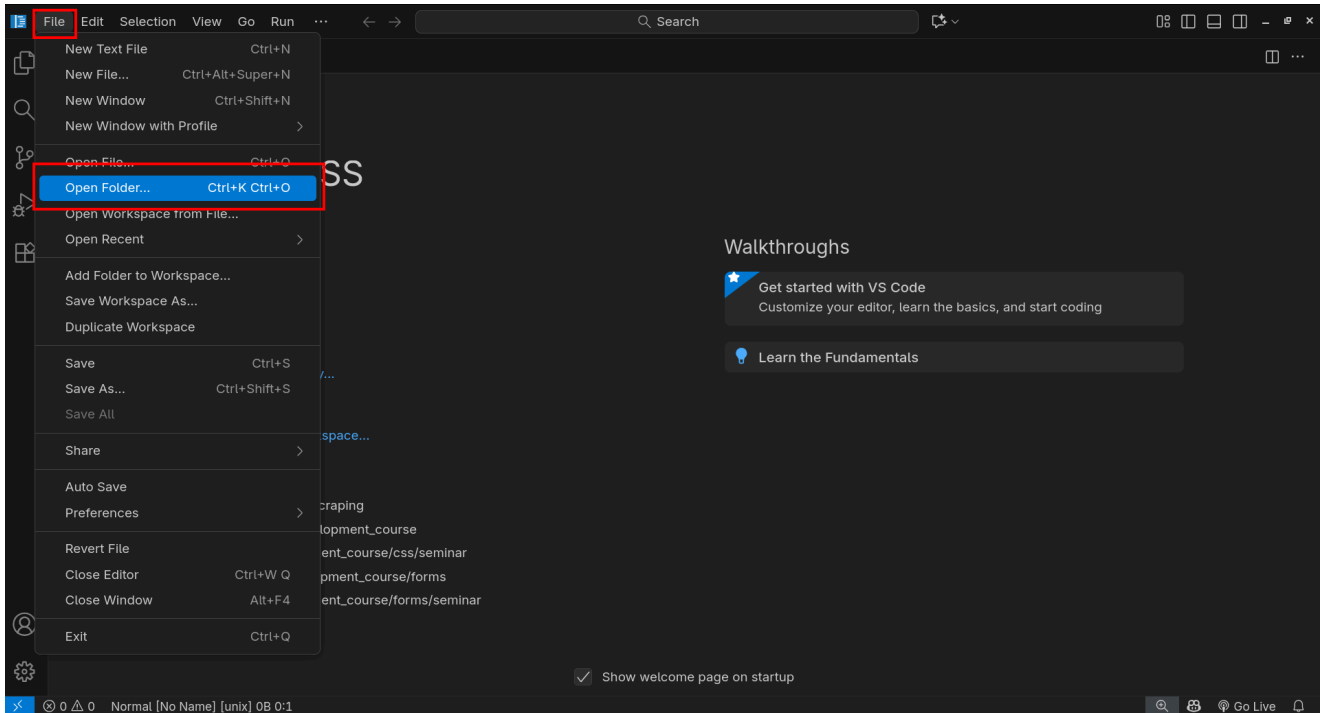 File Edit Selection View Go Run ... Search
New Text File Ctrl+N
New File... Ctrl+Alt+Super+N
New Window Ctrl+Shift+N
New Window with Profile
Open File... Ctrl+O
ss
Open Folder... Ctrl+K Ctrl+O
Open Workspace from File...
Open Recent
Add Folder to Workspace...
Save Workspace As...
Duplicate Workspace
Save Ctrl+S
Save As... Ctrl+Shift+S
Save All
Share
Auto Save
Preferences
Revert File
Close Editor Ctrl+W Q
Close Window Alt+F4
Exit Ctrl+Q
y...
space...
craping
lopment_course
ent_course/css/seminar
pment_course/forms
ent_course/forms/seminar
Walkthroughs
Get started with VS Code
Customize your editor, learn the basics, and start coding
Learn the Fundamentals
Show welcome page on startup
0 0 Normal [No Name] [unix] 0B 0:1 Go Live